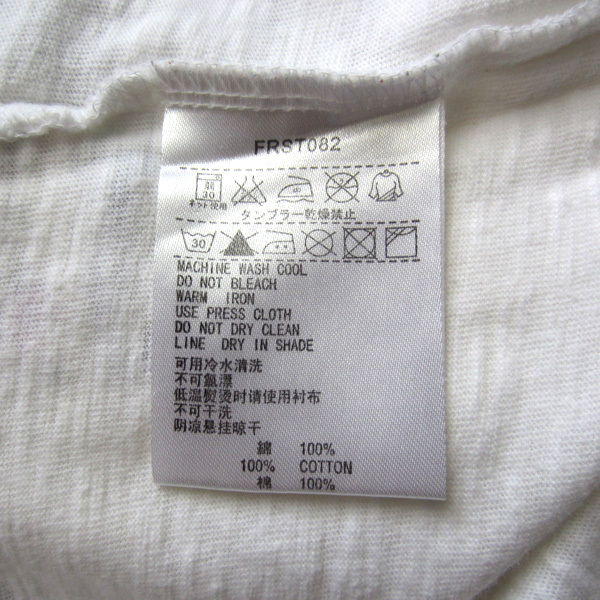 FRST082
弱
30
ネット使用
タンブラー乾燥禁止
30
MACHINE WASH COOL
DO NOT BLEACH
WARM IRON
USE PRESS CLOTH
DO NOT DRY CLEAN
LINE DRY IN SHADE
可用冷水清洗
不可氯漂
低温熨烫时请使用衬布
不可干洗
阴凉悬挂晾干
綿 100%
100% COTTON
棉 100%